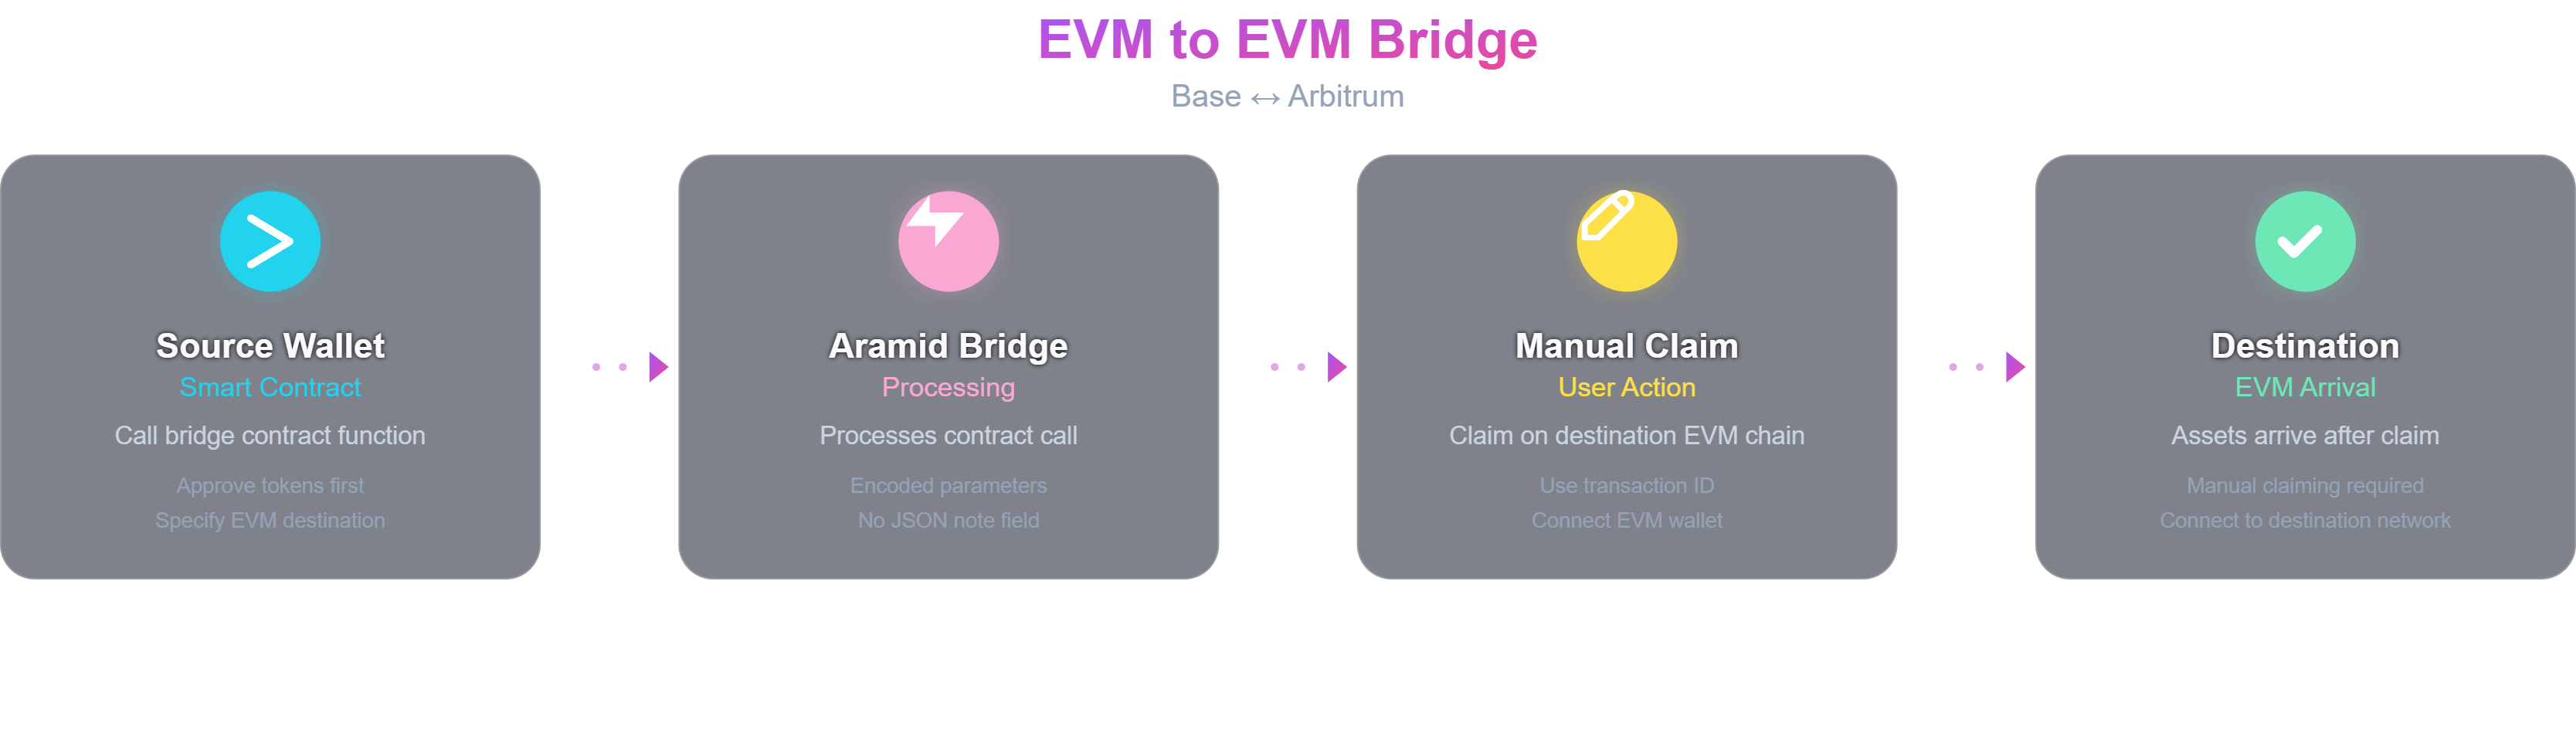 EVM to EVM Bridge
Base ↔ Arbitrum
Source Wallet
Smart Contract
Call bridge contract function
Approve tokens first
Specify EVM destination
Aramid Bridge
Processing
Processes contract call
Encoded parameters
No JSON note field
Manual Claim
User Action
Claim on destination EVM chain
Use transaction ID
Connect EVM wallet
Destination
EVM Arrival
Assets arrive after claim
Manual claiming required
Connect to destination network